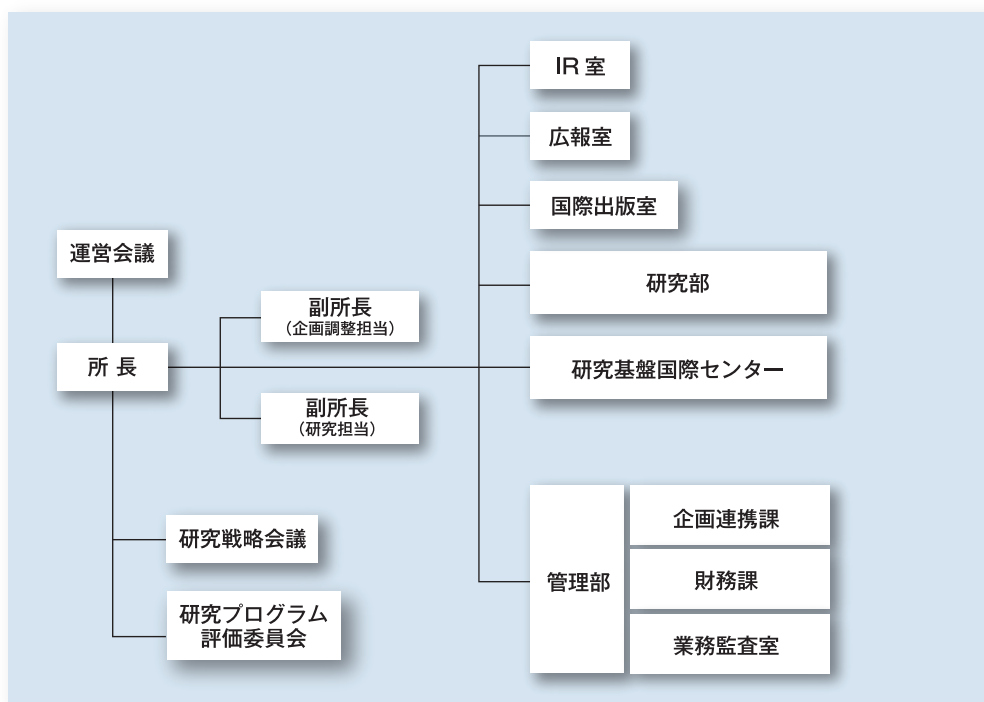 運営会議
所 長
副所長
（企画調整担当）
副所長
（研究担当）
研究戦略会議
研究プログラム
評価委員会
IR 室
広報室
国際出版室
研究部
研究基盤国際センター
管理部
企画連携課
財務課
業務監査室